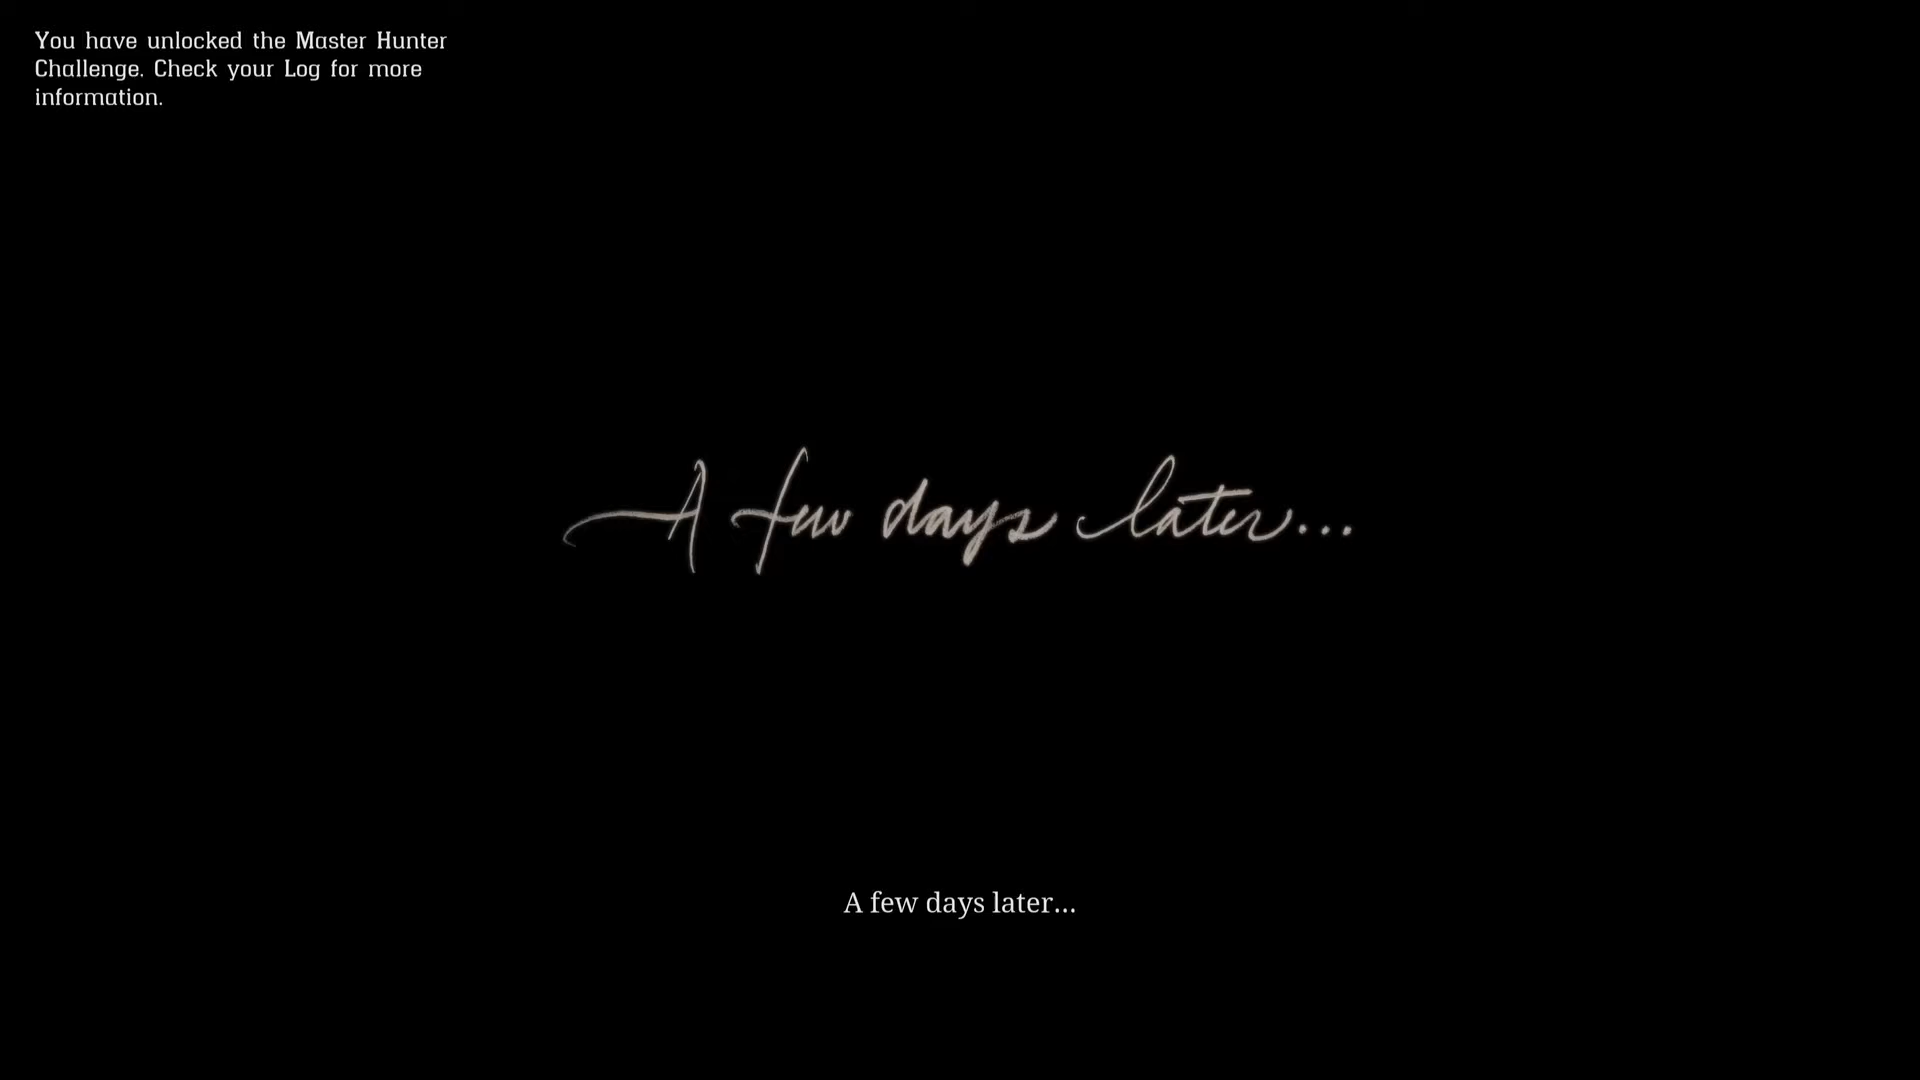 You have unlocked the Master Hunter
Challenge. Check your Log for more
information.
A few days later...
A few days later...